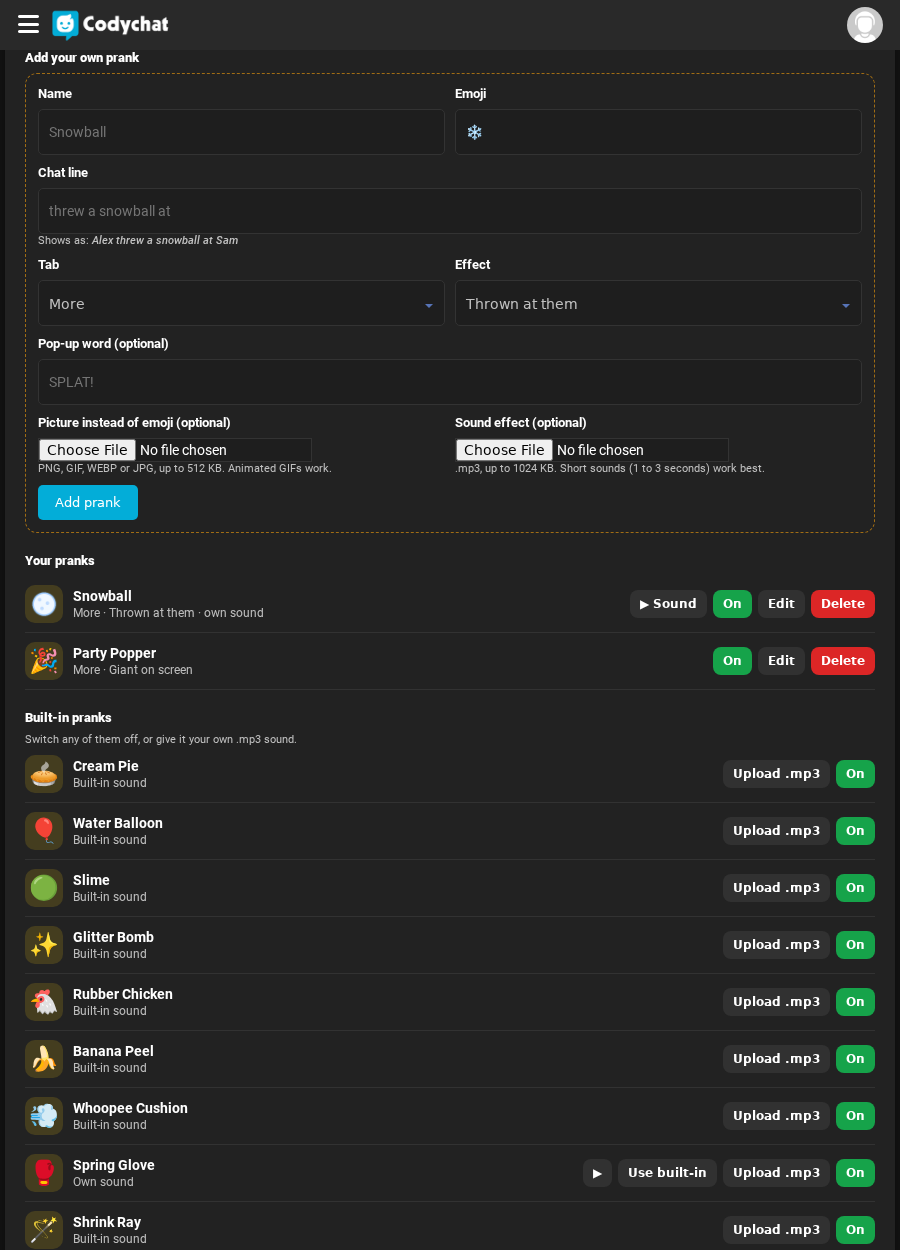 Codychat
Add your own prank
Name
Emoji
Snowball
❄️
Chat line
threw a snowball at
Shows as: Alex threw a snowball at Sam
Tab
Effect
More
Thrown at them
Pop-up word (optional)
SPLAT!
Picture instead of emoji (optional)
Sound effect (optional)
Choose File No file chosen
Choose File No file chosen
PNG, GIF, WEBP or JPG, up to 512 KB. Animated GIFs work.
.mp3, up to 1024 KB. Short sounds (1 to 3 seconds) work best.
Add prank
Your pranks
Snowball
More · Thrown at them · own sound
▶ Sound On Edit Delete
Party Popper
More · Giant on screen
On Edit Delete
Built-in pranks
Switch any of them off, or give it your own .mp3 sound.
Cream Pie
Built-in sound
Upload .mp3 On
Water Balloon
Built-in sound
Upload .mp3 On
Slime
Built-in sound
Upload .mp3 On
Glitter Bomb
Built-in sound
Upload .mp3 On
Rubber Chicken
Built-in sound
Upload .mp3 On
Banana Peel
Built-in sound
Upload .mp3 On
Whoopee Cushion
Built-in sound
Upload .mp3 On
Spring Glove
Own sound
▶ Use built-in Upload .mp3 On
Shrink Ray
Built-in sound
Upload .mp3 On